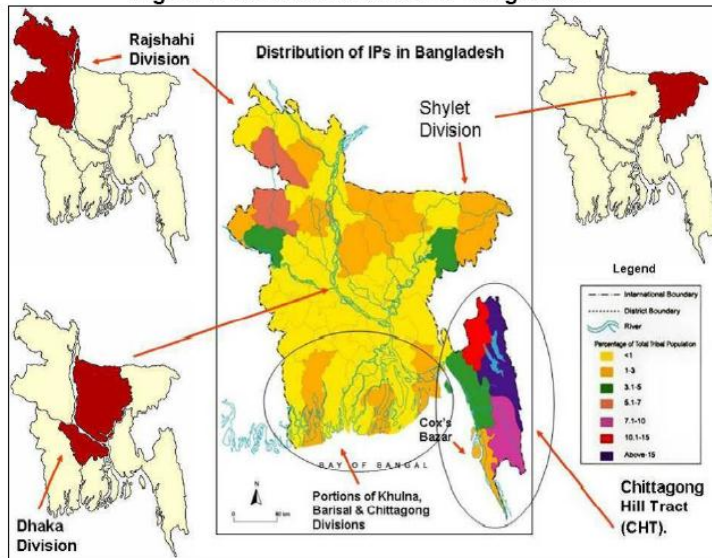 Rajshahi
Division
Distribution of IPs in Bangladesh
Shylet
Division
Legend
International Boundary
District Boundary
River
Percentage of Total Tribal Population
<1
1-3
3.1-5
5.1-7
7.1-10
10.1-15
Above-15
Cox's
Bazar
BAY OF BANGAL
N
Portions of Khulna,
Barisal & Chittagong
Divisions
Dhaka
Division
Chittagong
Hill Tract
(CHT).